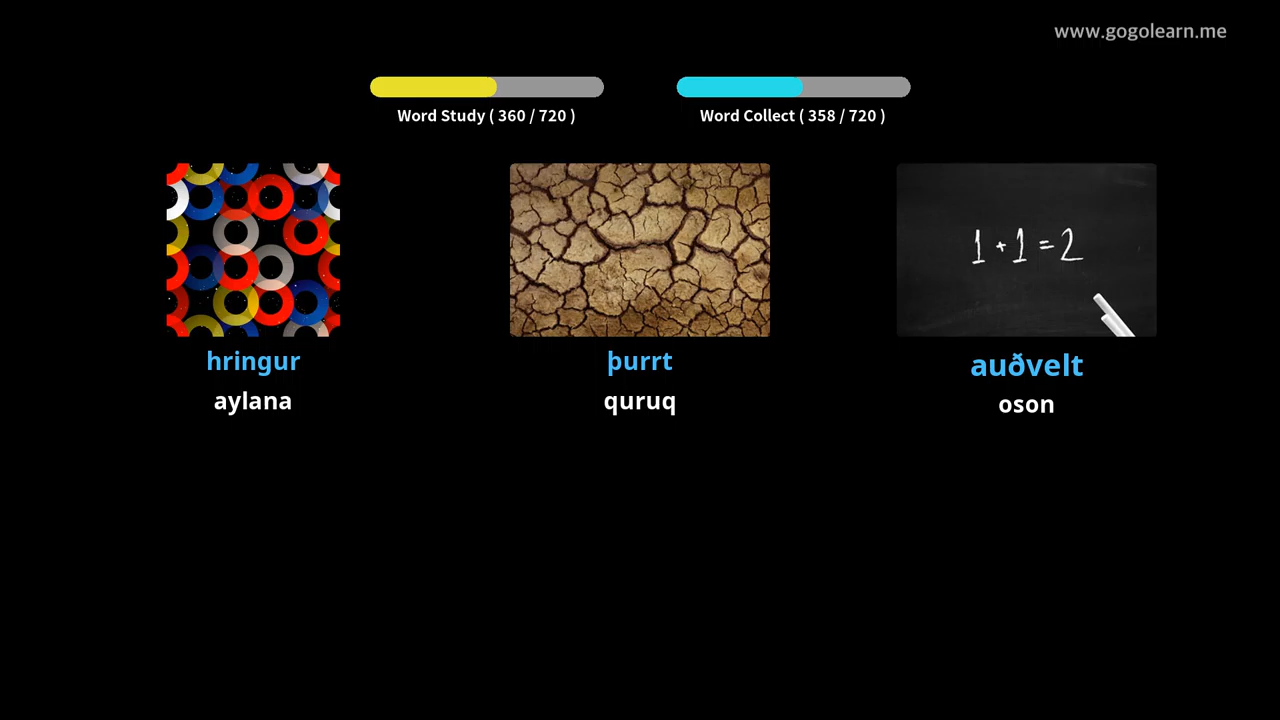 www.gogolearn.me
Word Study ( 360 / 720 )
Word Collect ( 358 / 720 )
1 + 1 = 2
hringur
þurrt
auðvelt
aylana
quruq
oson